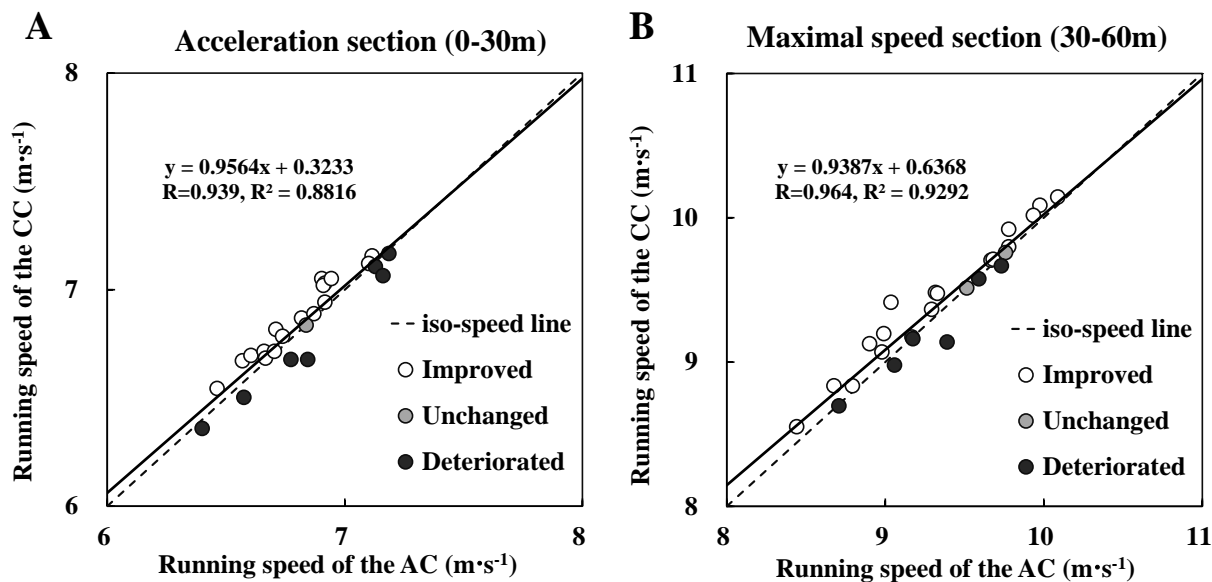 A
Acceleration section (0-30m)
8
7
6
Running speed of the CC (m·s-1)
y = 0.9564x + 0.3233
R=0.939, R² = 0.8816
iso-speed line
Improved
Unchanged
Deteriorated
6
7
8
Running speed of the AC (m·s-1)
B
Maximal speed section (30-60m)
11
10
9
8
Running speed of the CC (m·s-1)
y = 0.9387x + 0.6368
R=0.964, R² = 0.9292
iso-speed line
Improved
Unchanged
Deteriorated
8
9
10
11
Running speed of the AC (m·s-1)